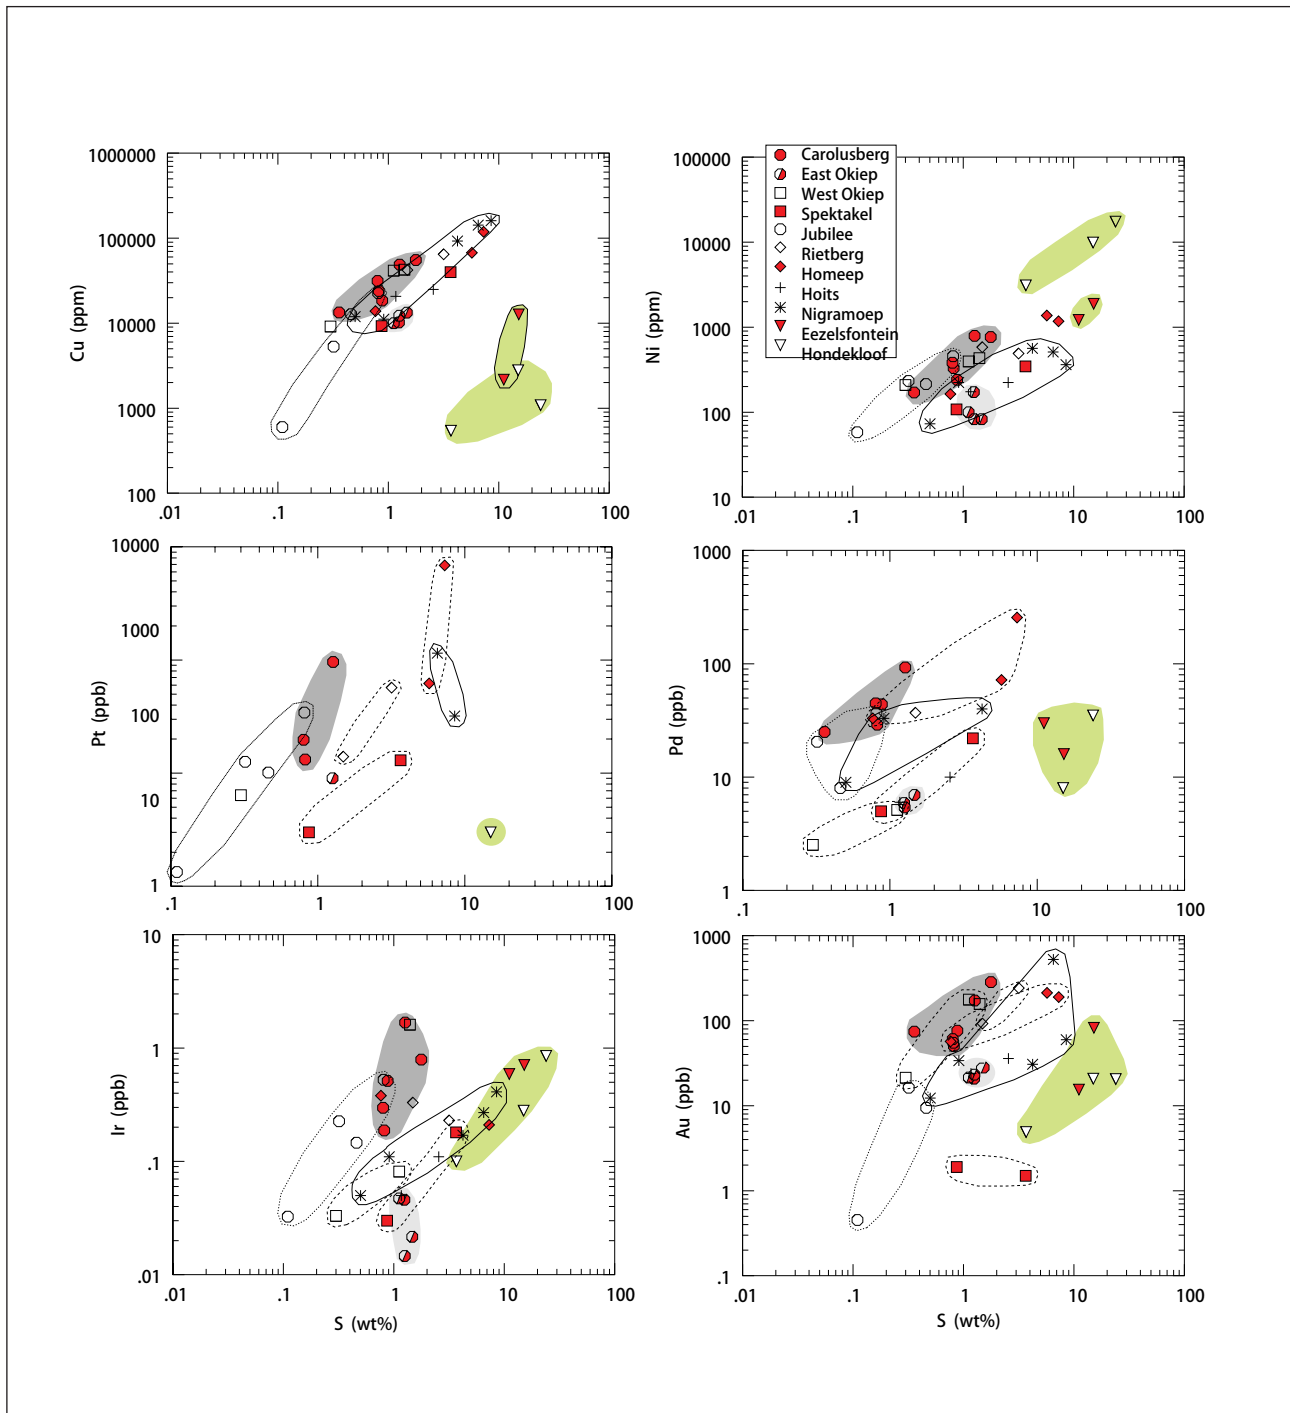 1000000
100000
10000
1000
100
Cu (ppm)
.01 .1 1 10 100
100000
10000
1000
100
10
Ni (ppm)
.01 .1 1 10 100
Carolusberg
East Okiep
West Okiep
Spektakel
Jubilee
Rietberg
Homeep
Hoits
Nigramoep
Eezelsfontein
Hondekloof
10000
1000
100
10
1
Pt (ppb)
.1 1 10 100
1000
100
10
1
Pd (ppb)
.1 1 10 100
10
1
.1
.01
Ir (ppb)
.01 .1 1 10 100
S (wt%)
1000
100
10
1
.1
Au (ppb)
.01 .1 1 10 100
S (wt%)